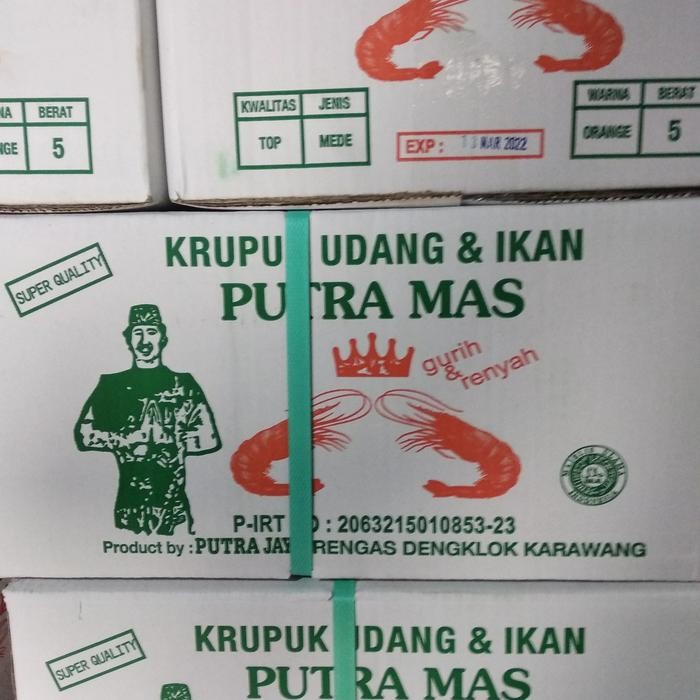 NA BERAT
NGE 5
KWALITAS JENIS
TOP MEDE
EXP : 13 MAR 2022
WARNA BERAT
ORANGE 5
SUPER QUALITY
KRUPU UDANG & IKAN
PUTRA MAS
gurih
&
renyah
P-IRT O : 2063215010853-23
Product by : PUTRA JAY RENGAS DENGKLOK KARAWANG
SUPER QUALITY
KRUPUK UDANG & IKAN
PUTRA MAS